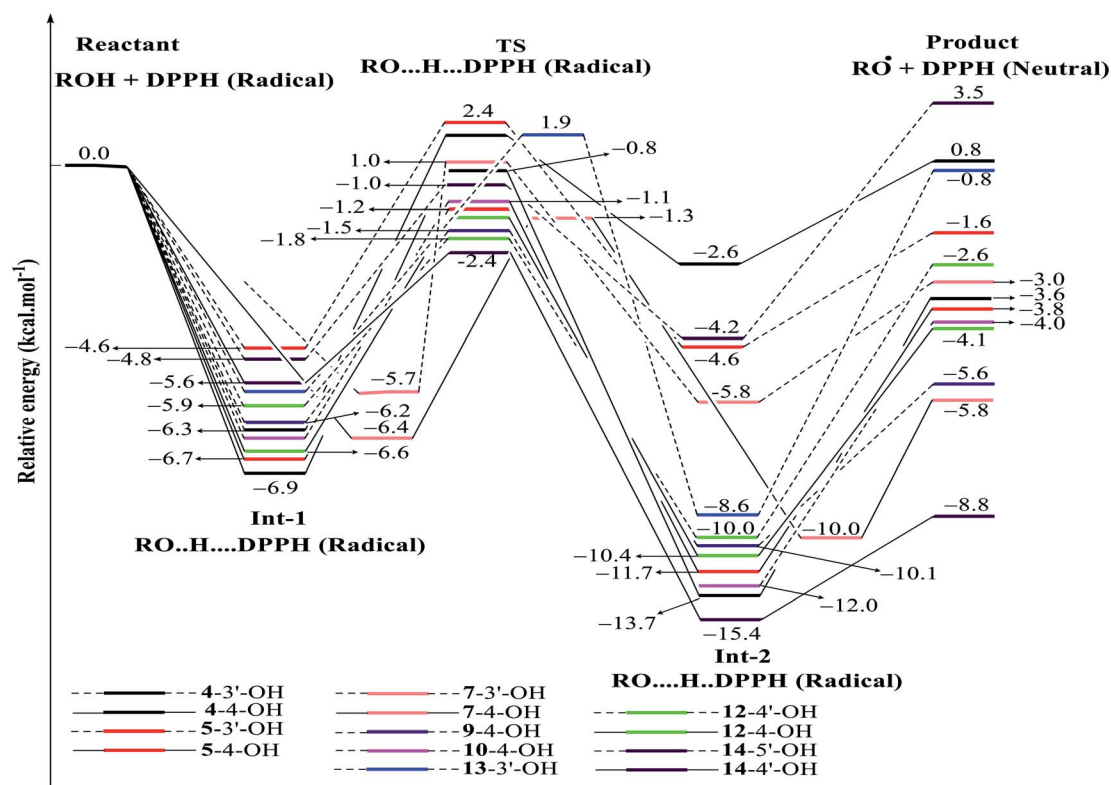 Reactant
ROH + DPPH (Radical)
TS
RO...H...DPPH (Radical)
Product
RO• + DPPH (Neutral)
Relative energy (kcal.mol⁻¹)
0.0
−4.6
−4.8
−5.6
−5.9
−6.3
−6.7
−6.9
−6.2
−6.4
−6.6
−5.7
Int-1
RO..H....DPPH (Radical)
2.4
1.9
1.0
−0.8
−1.0
−1.1
−1.2
−1.3
−1.5
−1.8
-2.4
−2.6
−4.2
−4.6
−5.8
−8.6
−10.0
−10.0
−10.4
−10.1
−11.7
−12.0
−13.7
−15.4
Int-2
RO....H..DPPH (Radical)
3.5
0.8
−0.8
−1.6
−2.6
−3.0
−3.6
−3.8
−4.0
−4.1
−5.6
−5.8
−8.8
4-3'-OH
4-4-OH
5-3'-OH
5-4-OH
7-3'-OH
7-4-OH
9-4-OH
10-4-OH
13-3'-OH
12-4'-OH
12-4-OH
14-5'-OH
14-4'-OH